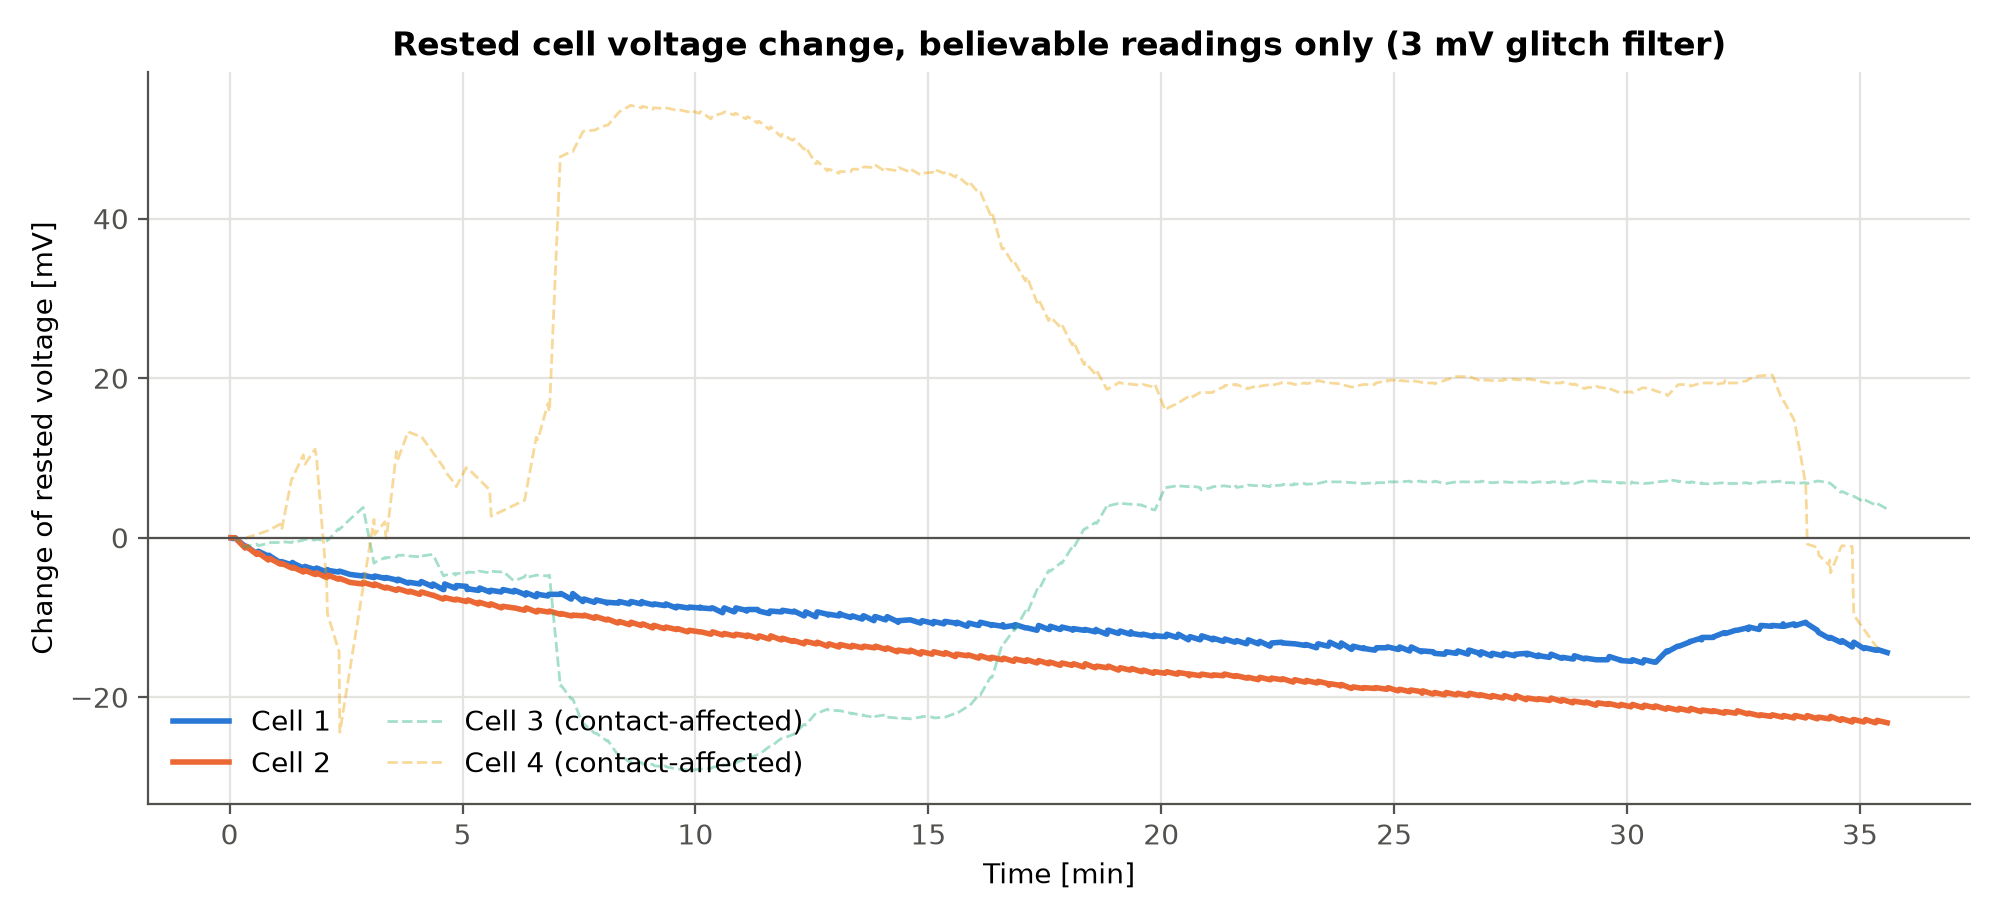 Rested cell voltage change, believable readings only (3 mV glitch filter)
Change of rested voltage [mV]
40
20
0
−20
Cell 1
Cell 2
Cell 3 (contact-affected)
Cell 4 (contact-affected)
0 5 10 15 20 25 30 35
Time [min]